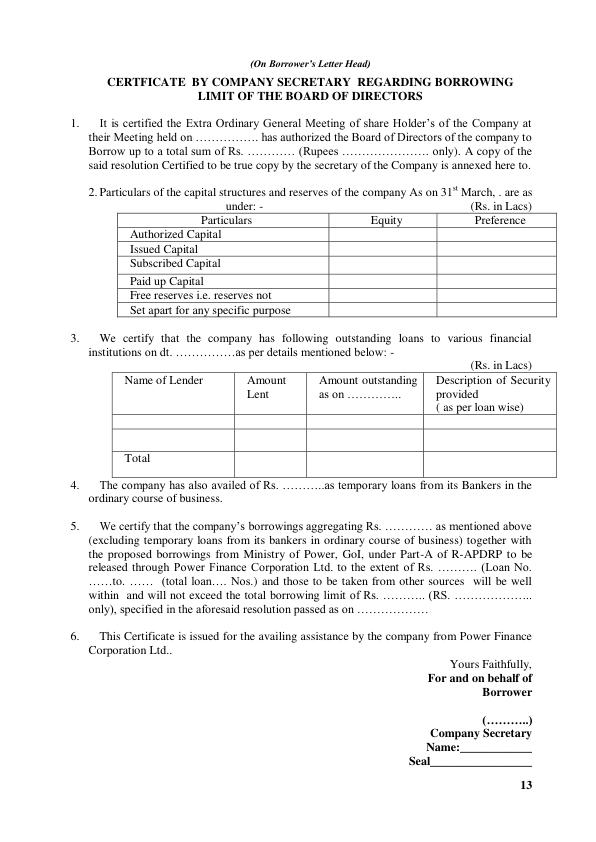 (On Borrower's Letter Head)
CERTFICATE BY COMPANY SECRETARY REGARDING BORROWING
LIMIT OF THE BOARD OF DIRECTORS
1. It is certified the Extra Ordinary General Meeting of share Holder's of the Company at
their Meeting held on ……………. has authorized the Board of Directors of the company to
Borrow up to a total sum of Rs. ………… (Rupees …………………. only). A copy of the
said resolution Certified to be true copy by the secretary of the Company is annexed here to.
2. Particulars of the capital structures and reserves of the company As on 31st March, . are as
under: - (Rs. in Lacs)
Particulars Equity Preference
Authorized Capital
Issued Capital
Subscribed Capital
Paid up Capital
Free reserves i.e. reserves not
Set apart for any specific purpose
3. We certify that the company has following outstanding loans to various financial
institutions on dt. ……………as per details mentioned below: -
(Rs. in Lacs)
Name of Lender Amount Amount outstanding Description of Security
Lent as on ………….. provided
( as per loan wise)
Total
4. The company has also availed of Rs. ………..as temporary loans from its Bankers in the
ordinary course of business.
5. We certify that the company's borrowings aggregating Rs. ………… as mentioned above
(excluding temporary loans from its bankers in ordinary course of business) together with
the proposed borrowings from Ministry of Power, GoI, under Part-A of R-APDRP to be
released through Power Finance Corporation Ltd. to the extent of Rs. ………. (Loan No.
……to. …… (total loan…. Nos.) and those to be taken from other sources will be well
within and will not exceed the total borrowing limit of Rs. ……….. (RS. ………………..
only), specified in the aforesaid resolution passed as on ………………
6. This Certificate is issued for the availing assistance by the company from Power Finance
Corporation Ltd..
Yours Faithfully,
For and on behalf of
Borrower
(………..)
Company Secretary
Name:____________
Seal_________________
13